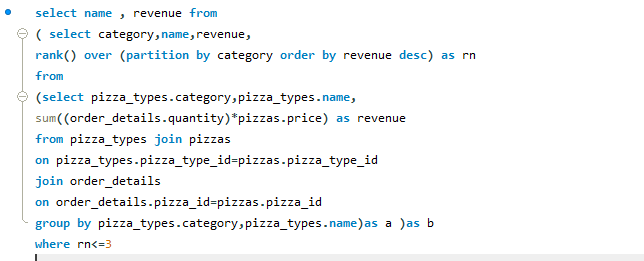 select name , revenue from
( select category,name,revenue,
rank() over (partition by category order by revenue desc) as rn
from
(select pizza_types.category,pizza_types.name,
sum((order_details.quantity)*pizzas.price) as revenue
from pizza_types join pizzas
on pizza_types.pizza_type_id=pizzas.pizza_type_id
join order_details
on order_details.pizza_id=pizzas.pizza_id
group by pizza_types.category,pizza_types.name)as a )as b
where rn<=3